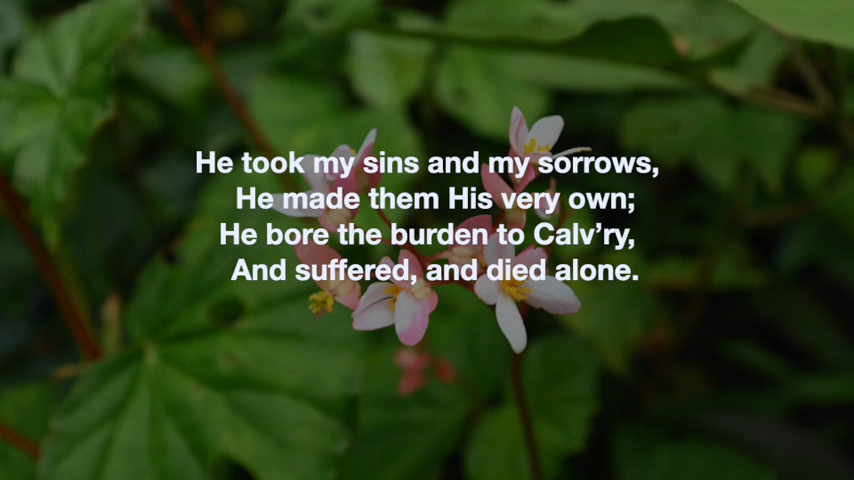 He took my sins and my sorrows,
He made them His very own;
He bore the burden to Calv’ry,
And suffered, and died alone.